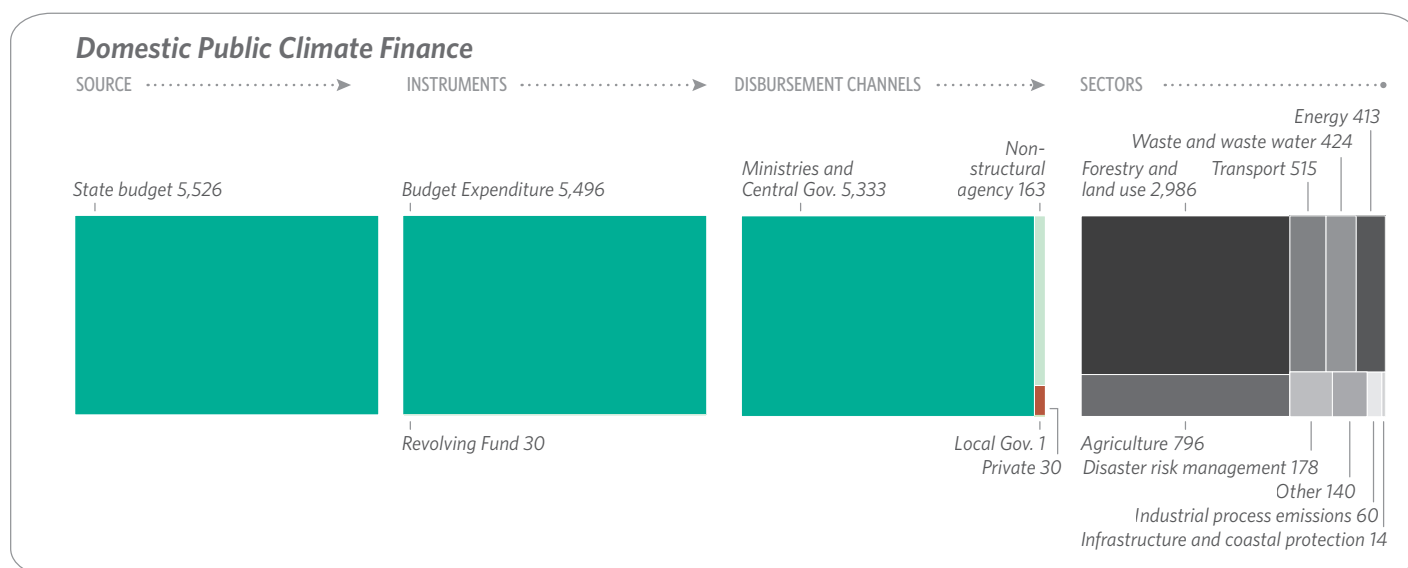 Domestic Public Climate Finance
SOURCE
INSTRUMENTS
DISBURSEMENT CHANNELS
SECTORS
State budget 5,526
Budget Expenditure 5,496
Revolving Fund 30
Ministries and
Central Gov. 5,333
Non-
structural
agency 163
Local Gov. 1
Private 30
Energy 413
Waste and waste water 424
Forestry and
land use 2,986
Transport 515
Agriculture 796
Disaster risk management 178
Other 140
Industrial process emissions 60
Infrastructure and coastal protection 14